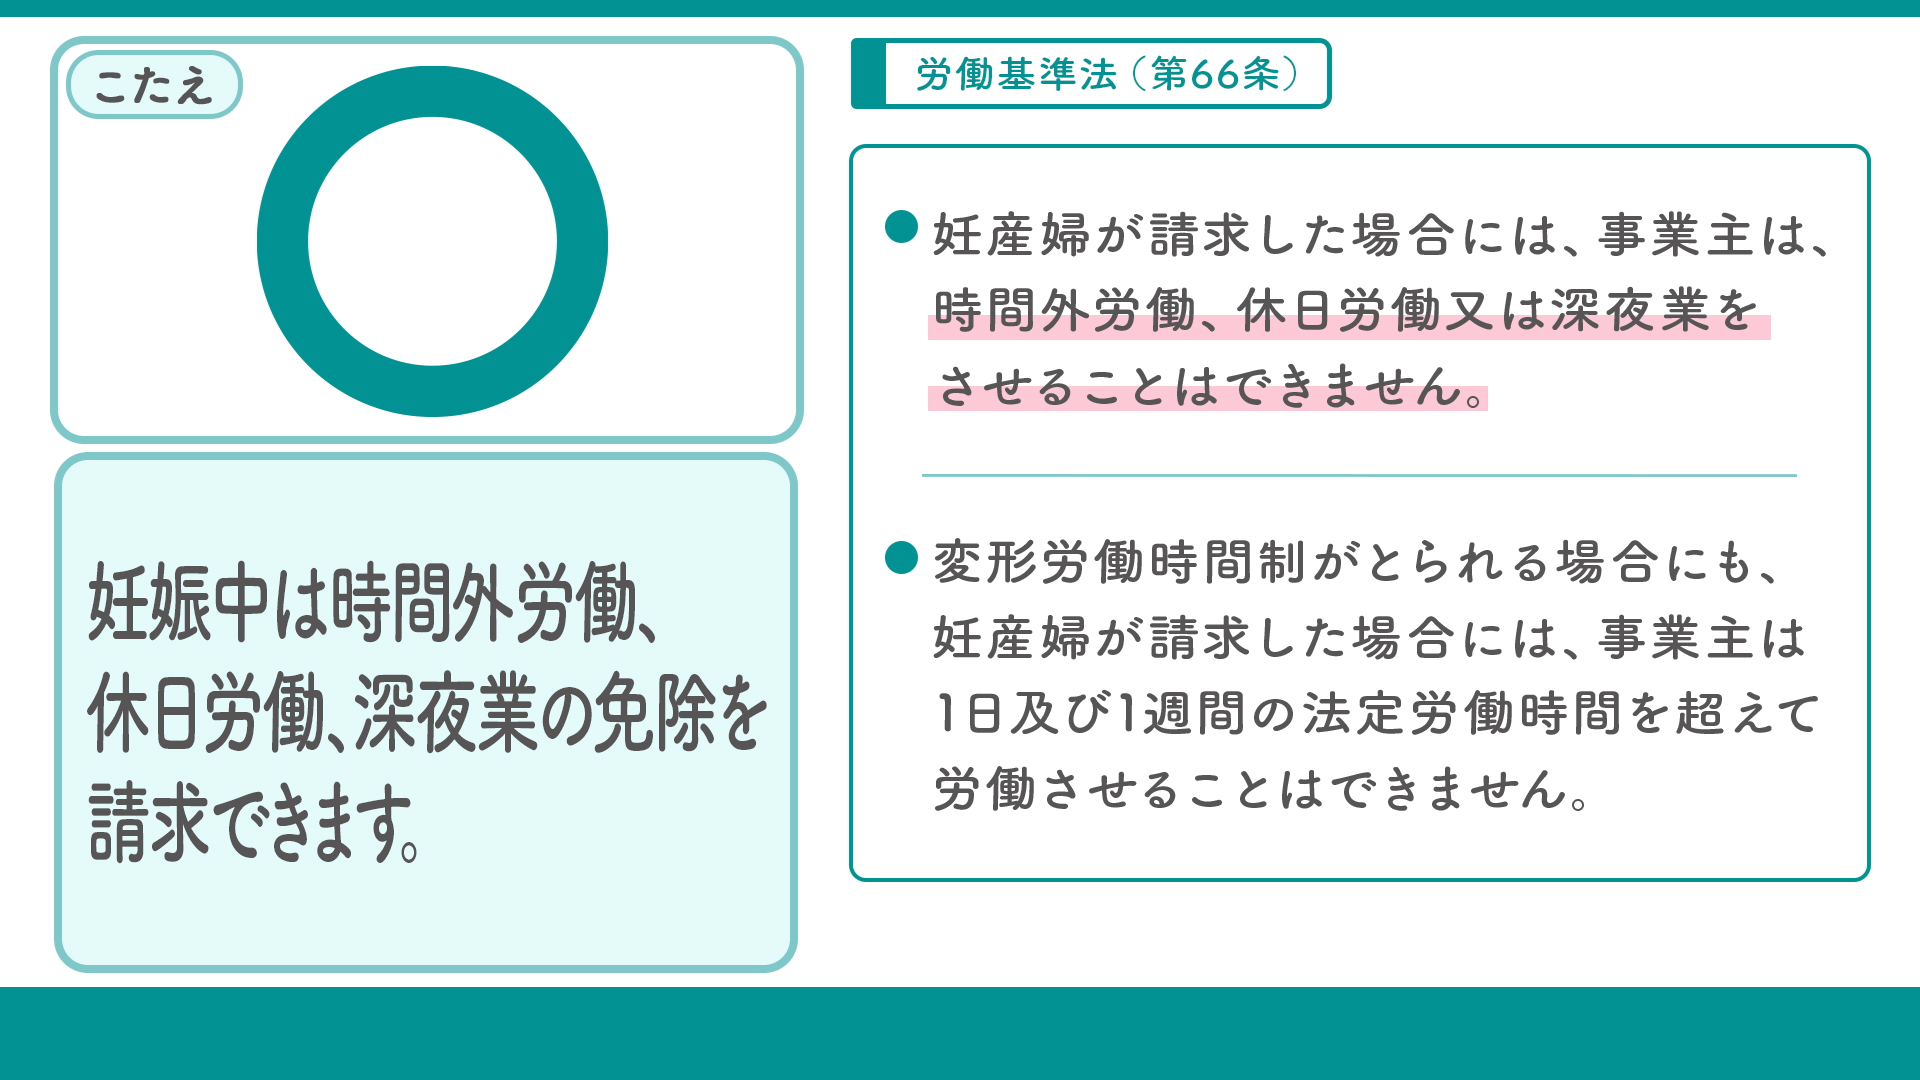 こたえ
妊娠中は時間外労働、
休日労働、深夜業の免除を
請求できます。
労働基準法（第66条）
●妊産婦が請求した場合には、事業主は、
時間外労働、休日労働又は深夜業を
させることはできません。
●変形労働時間制がとられる場合にも、
妊産婦が請求した場合には、事業主は
1日及び1週間の法定労働時間を超えて
労働させることはできません。